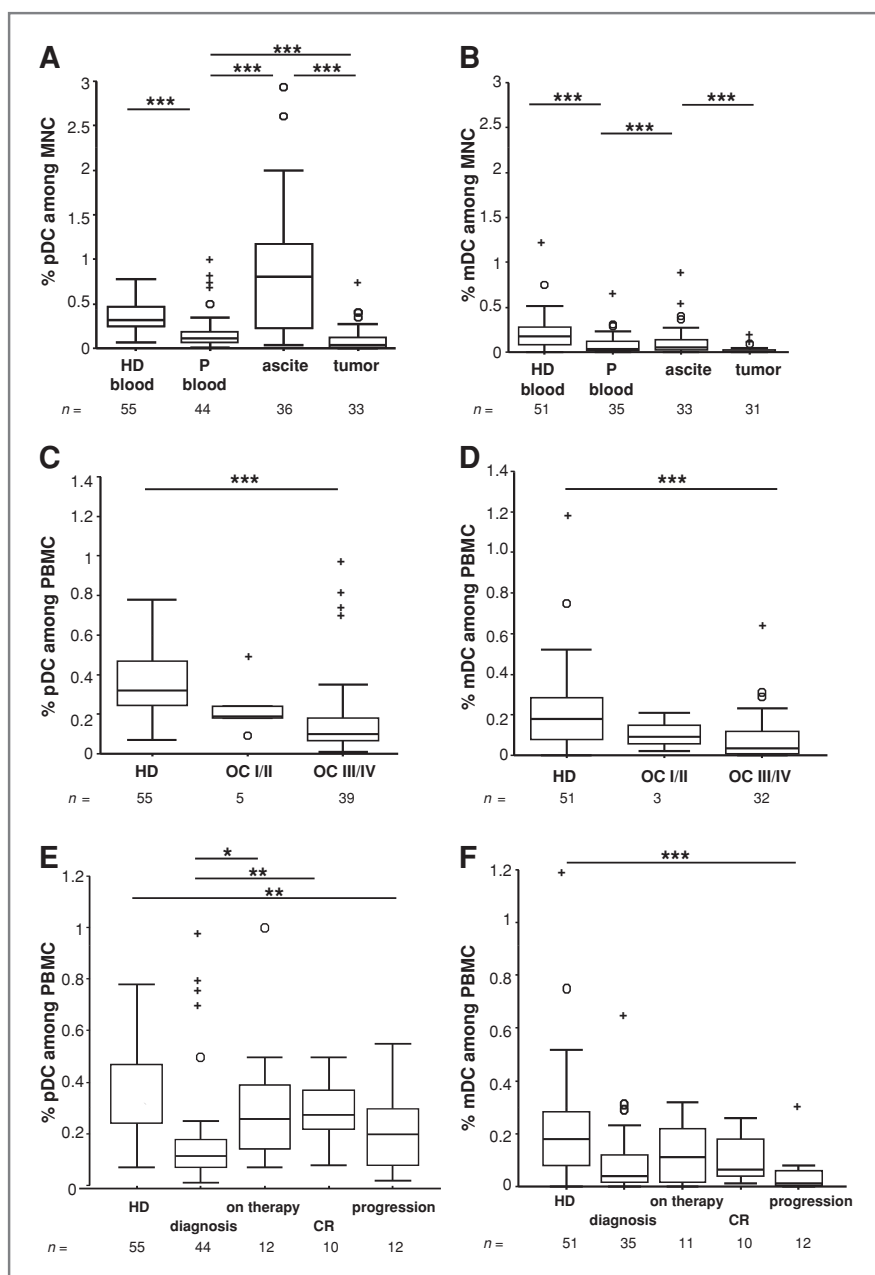 A
***
*** ***
***
% pDC among MNC
3
2.5
2
1.5
1
0.5
0
HD blood P blood ascite tumor
n = 55 44 36 33
B
*** ***
***
% mDC among MNC
3
2.5
2
1.5
1
0.5
0
HD blood P blood ascite tumor
n = 51 35 33 31
C
***
% pDC among PBMC
1.4
1.2
1
0.8
0.6
0.4
0.2
0
HD OC I/II OC III/IV
n = 55 5 39
D
***
% mDC among PBMC
1.4
1.2
1.0
0.8
0.6
0.4
0.2
0
HD OC I/II OC III/IV
n = 51 3 32
E
*
**
**
% pDC among PBMC
1.2
1
0.8
0.6
0.4
0.2
0
HD on therapy progression
diagnosis CR
n = 55 44 12 10 12
F
***
% mDC among PBMC
1.2
1
0.8
0.6
0.4
0.2
0
HD on therapy progression
diagnosis CR
n = 51 35 11 10 12